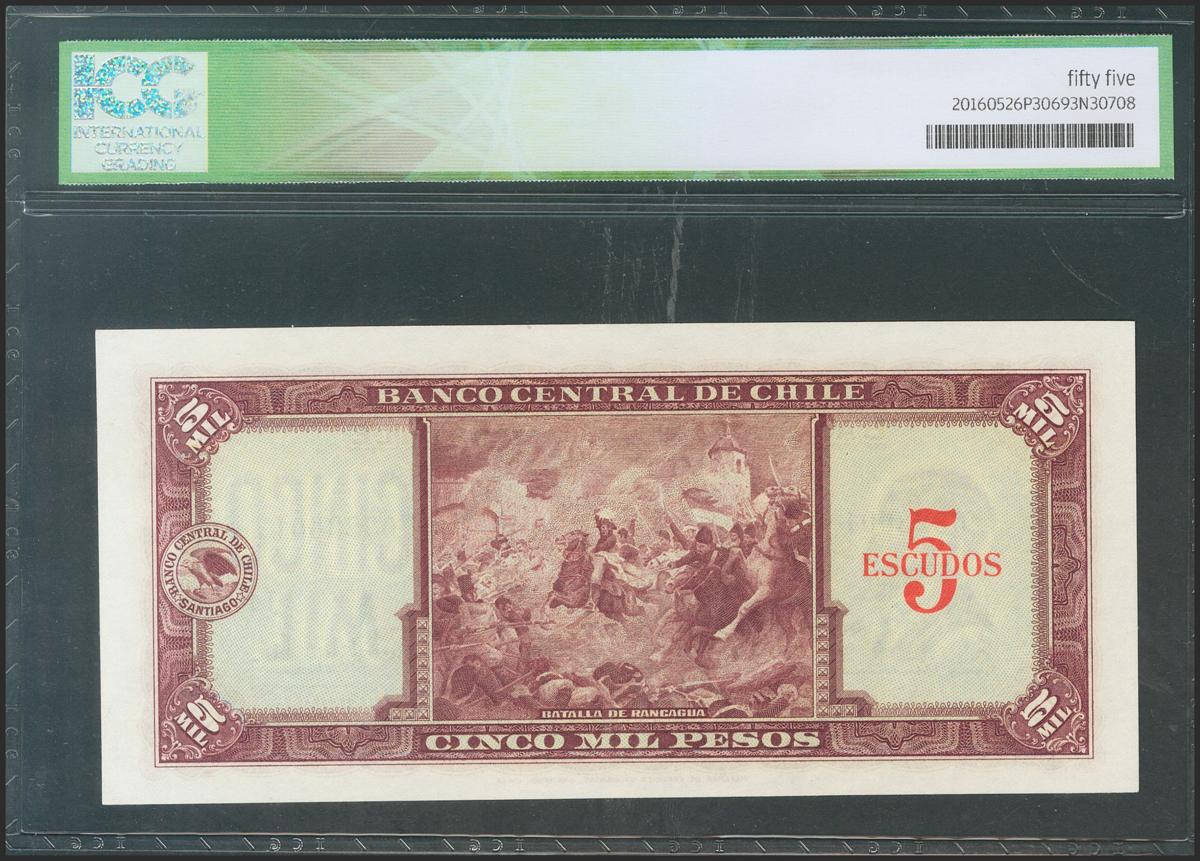 ICG
INTERNATIONAL
CURRENCY
GRADING
fifty five
20160526P30693N30708
BANCO CENTRAL DE CHILE
5 MIL
5 MIL
BANCO CENTRAL DE CHILE
SANTIAGO
5
ESCUDOS
BATALLA DE RANCAGUA
5 MIL
CINCO MIL PESOS
5 MIL